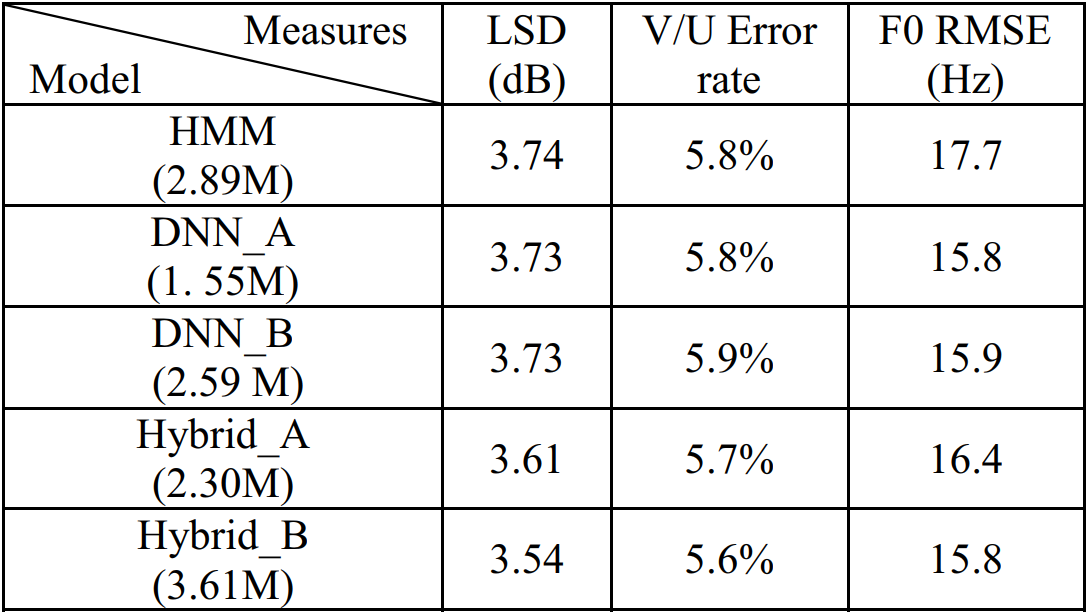 Measures
Model
LSD
(dB)
V/U Error
rate
F0 RMSE
(Hz)
HMM
(2.89M)
3.74
5.8%
17.7
DNN_A
(1. 55M)
3.73
5.8%
15.8
DNN_B
(2.59 M)
3.73
5.9%
15.9
Hybrid_A
(2.30M)
3.61
5.7%
16.4
Hybrid_B
(3.61M)
3.54
5.6%
15.8